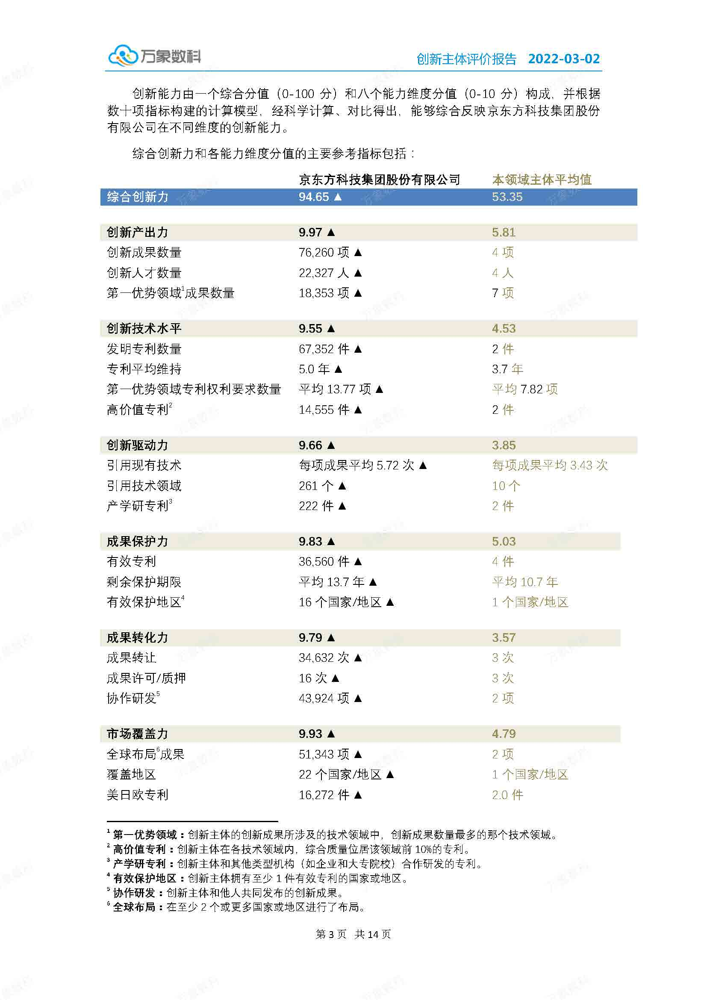 万象数科
创新主体评价报告 2022-03-02
创新能力由一个综合分值（0-100 分）和八个能力维度分值（0-10 分）构成，并根据
数十项指标构建的计算模型，经科学计算、对比得出，能够综合反映京东方科技集团股份
有限公司在不同维度的创新能力。
综合创新力和各能力维度分值的主要参考指标包括：
京东方科技集团股份有限公司 本领域主体平均值
综合创新力 94.65 ▲ 53.35
创新产出力 9.97 ▲ 5.81
创新成果数量 76,260 项 ▲ 4 项
创新人才数量 22,327 人 ▲ 4 人
第一优势领域¹成果数量 18,353 项 ▲ 7 项
创新技术水平 9.55 ▲ 4.53
发明专利数量 67,352 件 ▲ 2 件
专利平均维持 5.0 年 ▲ 3.7 年
第一优势领域专利权利要求数量 平均 13.77 项 ▲ 平均 7.82 项
高价值专利² 14,555 件 ▲ 2 件
创新驱动力 9.66 ▲ 3.85
引用现有技术 每项成果平均 5.72 次 ▲ 每项成果平均 3.43 次
引用技术领域 261 个 ▲ 10 个
产学研专利³ 222 件 ▲ 2 件
成果保护力 9.83 ▲ 5.03
有效专利 36,560 件 ▲ 4 件
剩余保护期限 平均 13.7 年 ▲ 平均 10.7 年
有效保护地区⁴ 16 个国家/地区 ▲ 1 个国家/地区
成果转化力 9.79 ▲ 3.57
成果转让 34,632 次 ▲ 3 次
成果许可/质押 16 次 ▲ 3 次
协作研发⁵ 43,924 项 ▲ 2 项
市场覆盖力 9.93 ▲ 4.79
全球布局⁶成果 51,343 项 ▲ 2 项
覆盖地区 22 个国家/地区 ▲ 1 个国家/地区
美日欧专利 16,272 件 ▲ 2.0 件
¹ 第一优势领域：创新主体的创新成果所涉及的技术领域中，创新成果数量最多的那个技术领域。
² 高价值专利：创新主体在各技术领域内，综合质量位居该领域前 10%的专利。
³ 产学研专利：创新主体和其他类型机构（如企业和大专院校）合作研发的专利。
⁴ 有效保护地区：创新主体拥有至少 1 件有效专利的国家或地区。
⁵ 协作研发：创新主体和他人共同发布的创新成果。
⁶ 全球布局：在至少 2 个或更多国家或地区进行了布局。
第 3 页 共 14 页